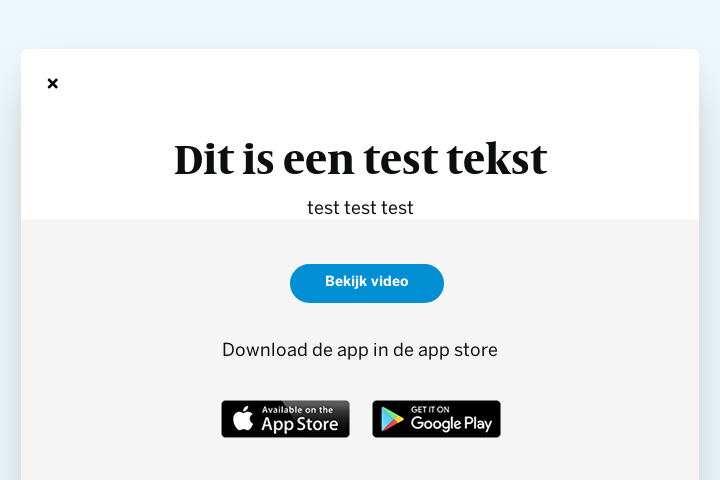 Dit is een test tekst
test test test
Bekijk video
Download de app in de app store
Available on the
App Store
GET IT ON
Google Play